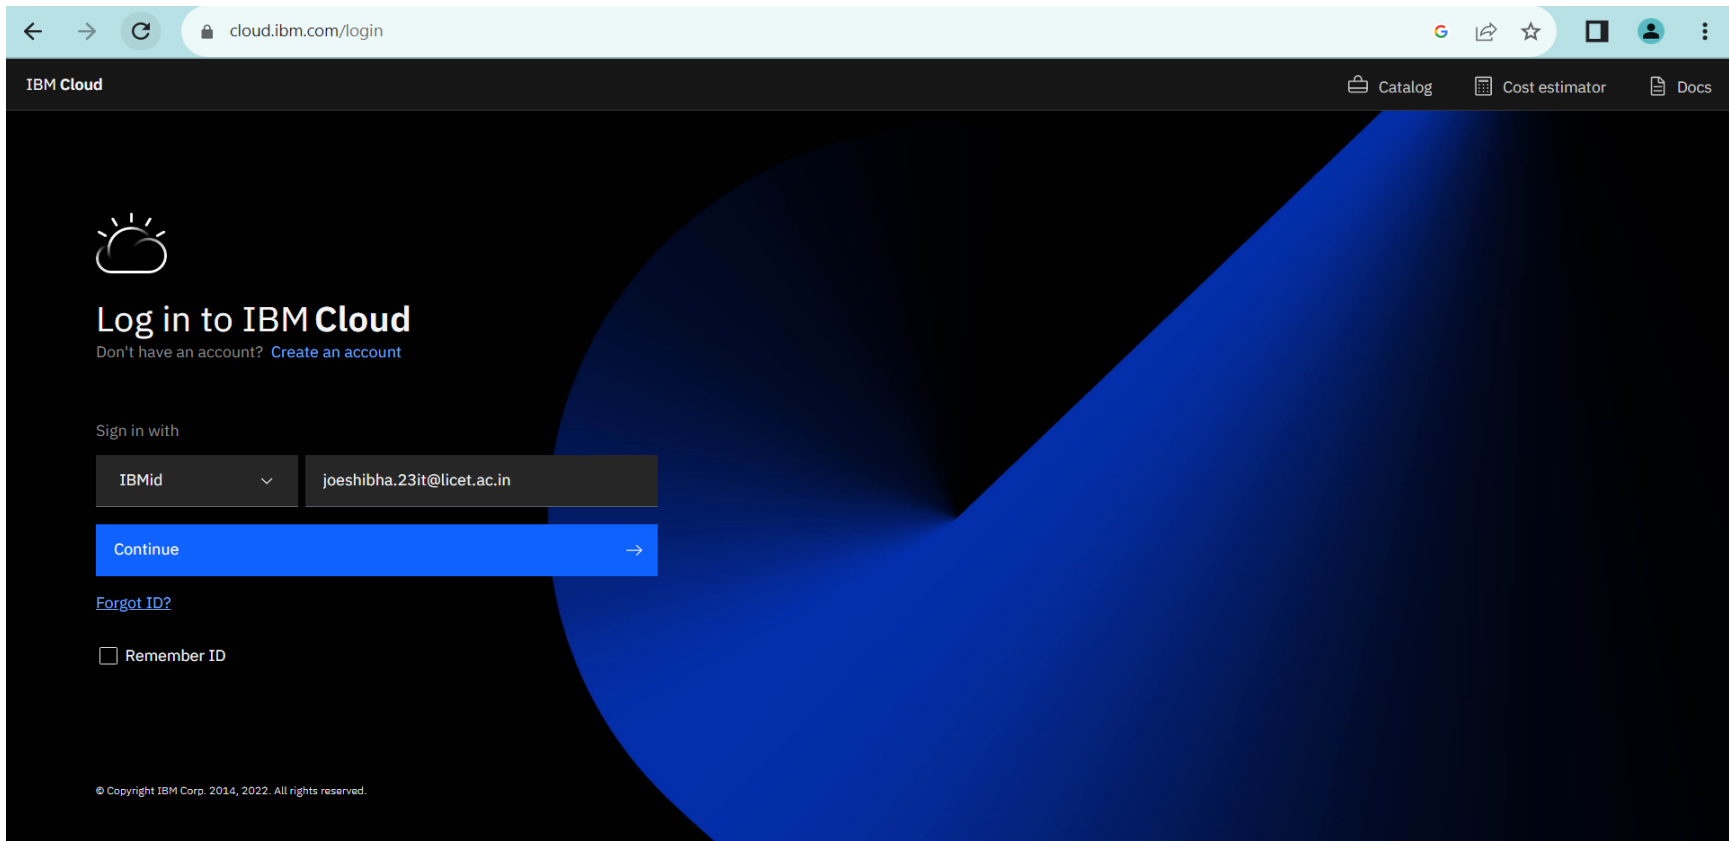 cloud.ibm.com/login
IBM Cloud
Catalog
Cost estimator
Docs
Log in to IBM Cloud
Don't have an account? Create an account
Sign in with
IBMid
joeshibha.23it@licet.ac.in
Continue
Forgot ID?
Remember ID
© Copyright IBM Corp. 2014, 2022. All rights reserved.